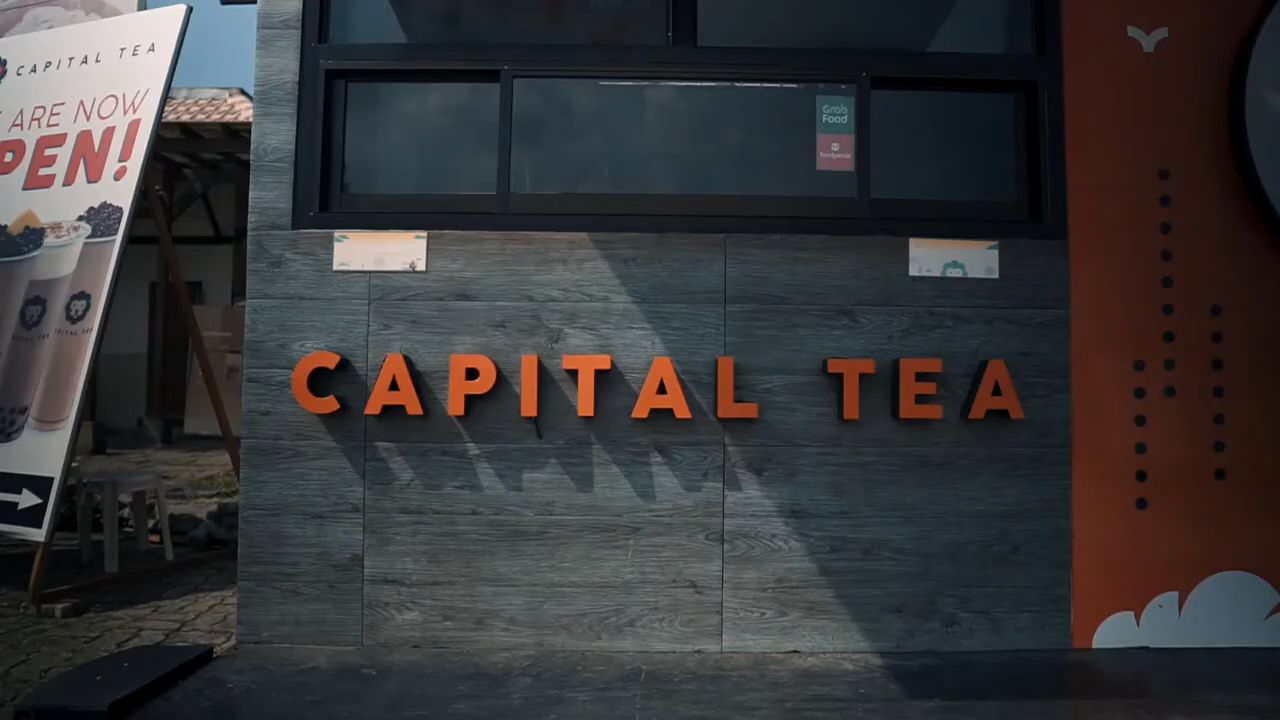 CAPITAL TEA
ARE NOW
PEN!
Grab
Food
foodpanda
CAPITAL TEA